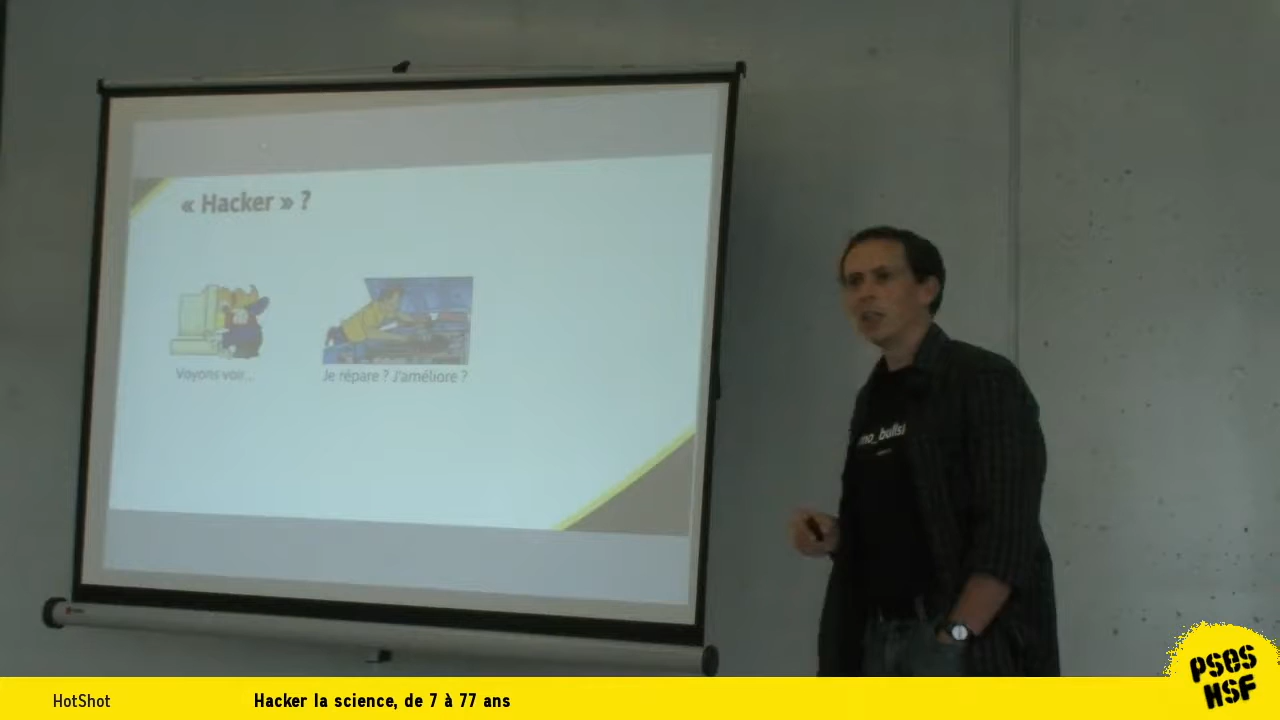 « Hacker » ?
Voyons voir...
Je répare ? J'améliore ?
HotShot
Hacker la science, de 7 à 77 ans
PSES
HSF